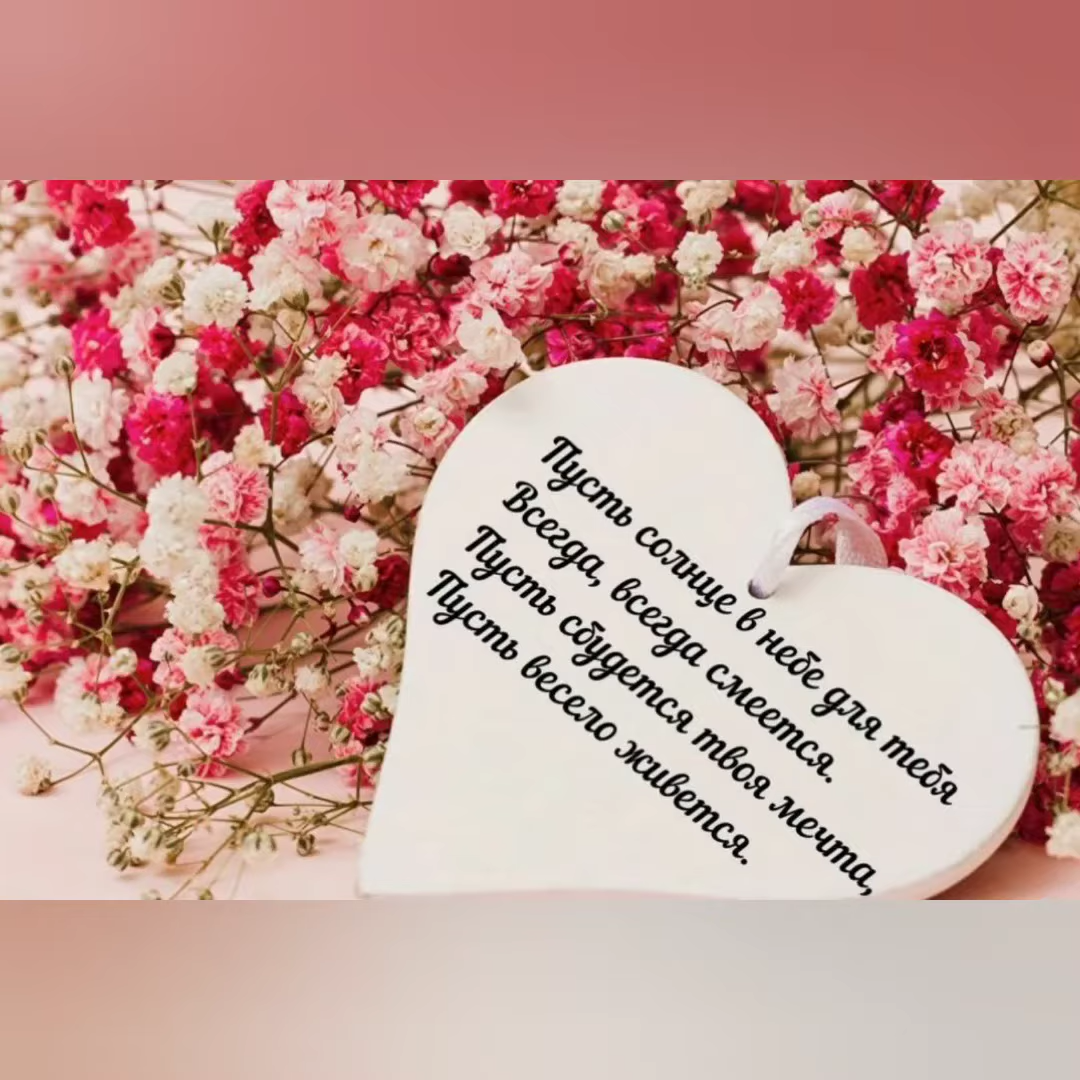 Пусть солнце в небе для тебя
Всегда, всегда смеется.
Пусть сбудется твоя мечта,
Пусть весело живется.